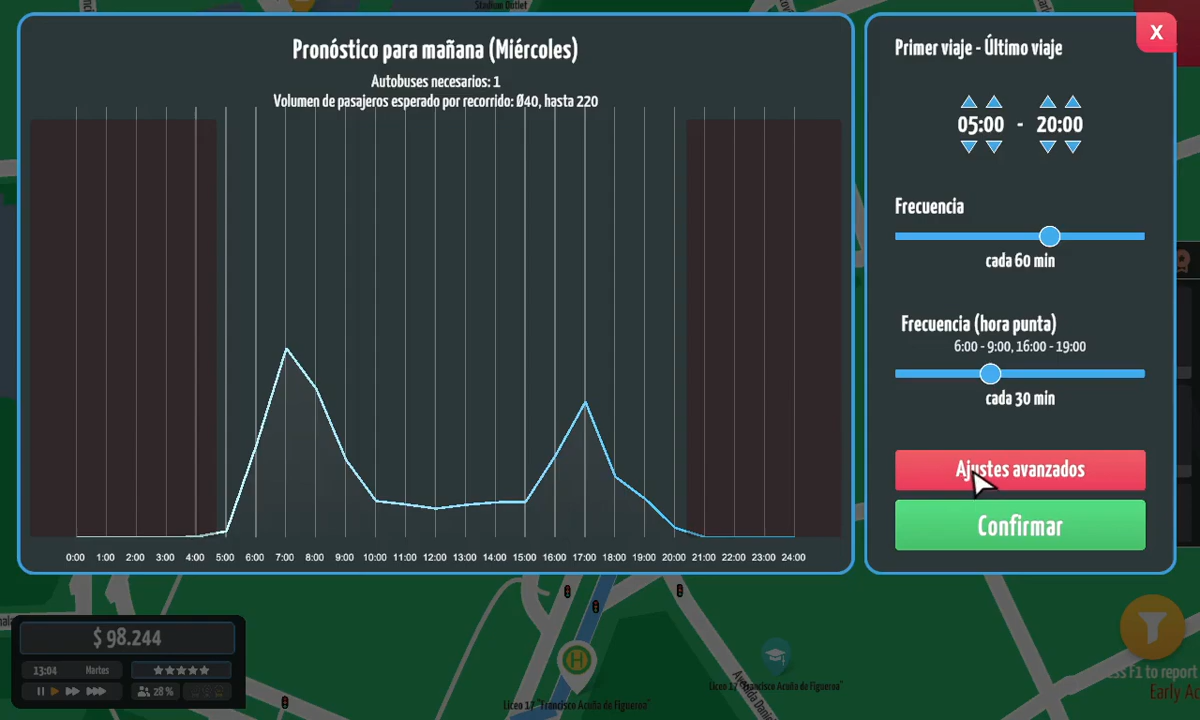 Stadium Outlet
Pronóstico para mañana (Miércoles)
Autobuses necesarios: 1
Volumen de pasajeros esperado por recorrido: Ø40, hasta 220
0:00 1:00 2:00 3:00 4:00 5:00 6:00 7:00 8:00 9:00 10:00 11:00 12:00 13:00 14:00 15:00 16:00 17:00 18:00 19:00 20:00 21:00 22:00 23:00 24:00
Primer viaje - Último viaje
X
05:00 - 20:00
Frecuencia
cada 60 min
Frecuencia (hora punta)
6:00 - 9:00, 16:00 - 19:00
cada 30 min
Ajustes avanzados
Confirmar
$ 98.244
13:04 Martes
28 %
H
Liceo 17 "Francisco Acuña de Figueroa"
Liceo 17 "Francisco Acuña de Figueroa"
Avenida Daniel
F1 to report
Early Ac